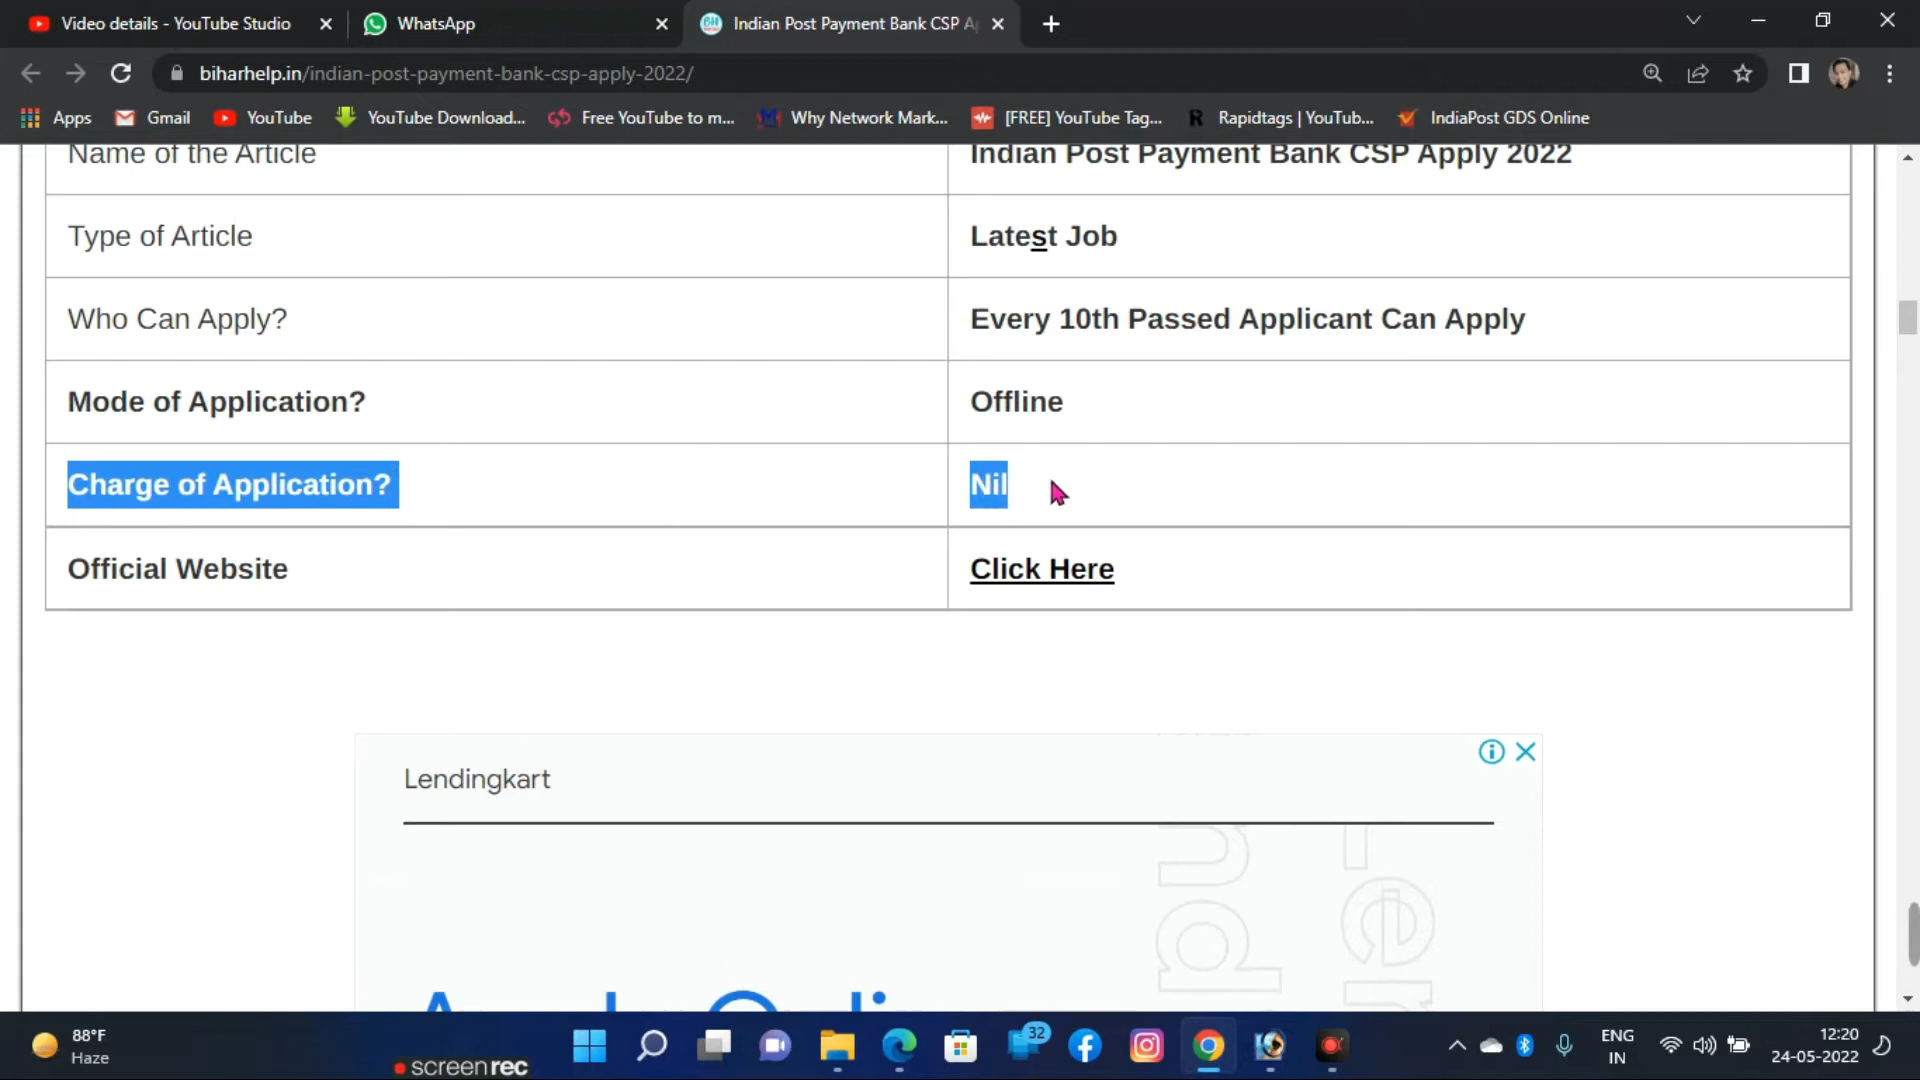 Video details - YouTube Studio
WhatsApp
Indian Post Payment Bank CSP A
biharhelp.in/indian-post-payment-bank-csp-apply-2022/
Apps
Gmail
YouTube
YouTube Download...
Free YouTube to m...
Why Network Mark...
[FREE] YouTube Tag...
Rapidtags | YouTub...
IndiaPost GDS Online
Name of the Article
Indian Post Payment Bank CSP Apply 2022
Type of Article
Latest Job
Who Can Apply?
Every 10th Passed Applicant Can Apply
Mode of Application?
Offline
Charge of Application?
Nil
Official Website
Click Here
Lendingkart
88°F
Haze
screenrec
32
ENG
IN
12:20
24-05-2022